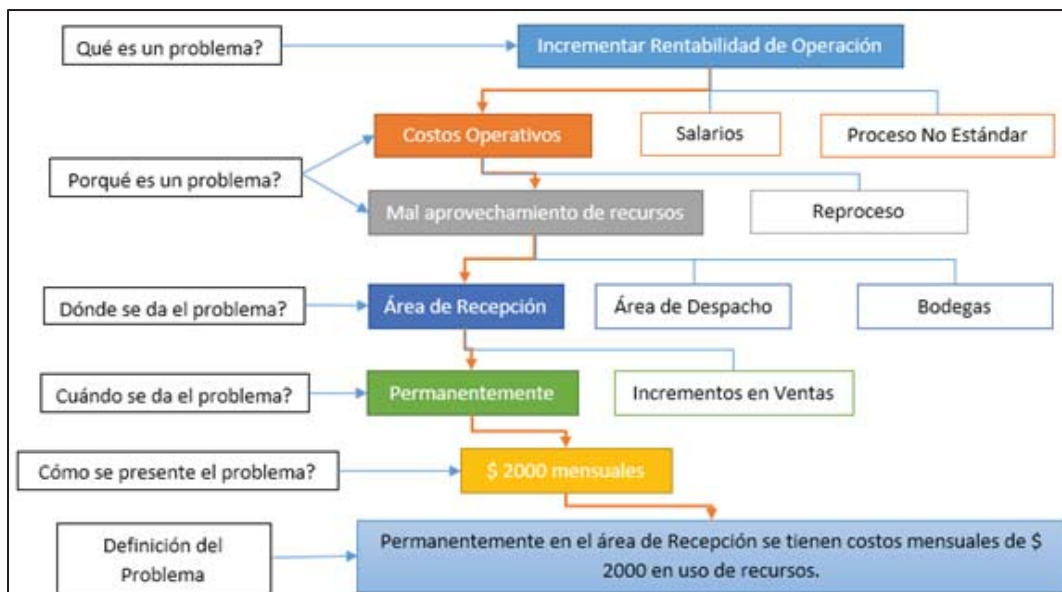 Qué es un problema?
Incrementar Rentabilidad de Operación
Costos Operativos
Salarios
Proceso No Estándar
Porqué es un problema?
Mal aprovechamiento de recursos
Reproceso
Dónde se da el problema?
Área de Recepción
Área de Despacho
Bodegas
Cuándo se da el problema?
Permanentemente
Incrementos en Ventas
Cómo se presente el problema?
$ 2000 mensuales
Definición del
Problema
Permanentemente en el área de Recepción se tienen costos mensuales de $
2000 en uso de recursos.